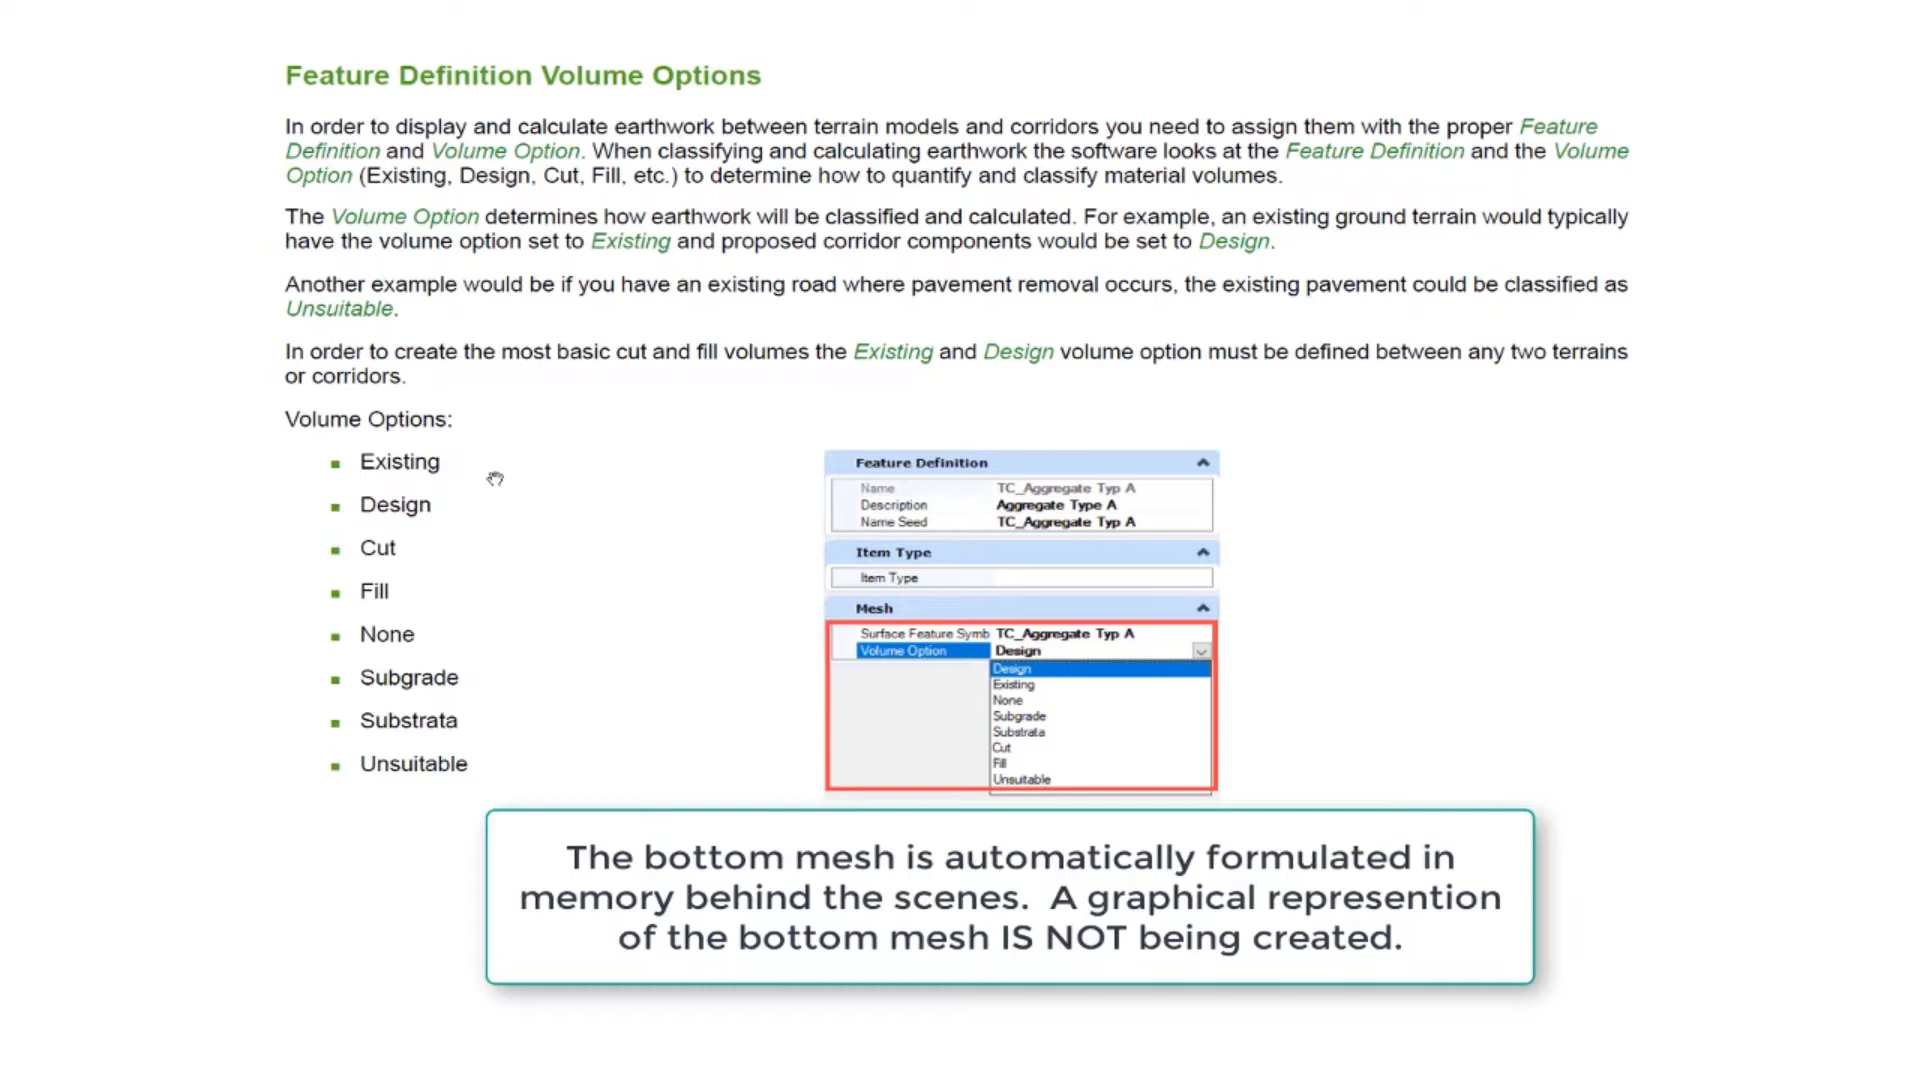 Feature Definition Volume Options
In order to display and calculate earthwork between terrain models and corridors you need to assign them with the proper Feature
Definition and Volume Option. When classifying and calculating earthwork the software looks at the Feature Definition and the Volume
Option (Existing, Design, Cut, Fill, etc.) to determine how to quantify and classify material volumes.
The Volume Option determines how earthwork will be classified and calculated. For example, an existing ground terrain would typically
have the volume option set to Existing and proposed corridor components would be set to Design.
Another example would be if you have an existing road where pavement removal occurs, the existing pavement could be classified as
Unsuitable.
In order to create the most basic cut and fill volumes the Existing and Design volume option must be defined between any two terrains
or corridors.
Volume Options:
Existing
Design
Cut
Fill
None
Subgrade
Substrata
Unsuitable
Feature Definition
Name TC_Aggregate Typ A
Description Aggregate Type A
Name Seed TC_Aggregate Typ A
Item Type
Item Type
Mesh
Surface Feature Symb TC_Aggregate Typ A
Volume Option Design
Design
Existing
None
Subgrade
Substrata
Cut
Fill
Unsuitable
The bottom mesh is automatically formulated in
memory behind the scenes. A graphical represention
of the bottom mesh IS NOT being created.